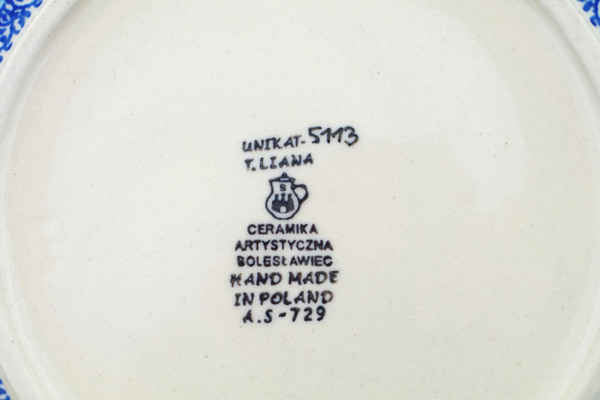 UNIKAT-5113
T. LIANA
B
CERAMIKA
ARTYSTYCZNA
BOLESŁAWIEC
HAND MADE
IN POLAND
A.S-729